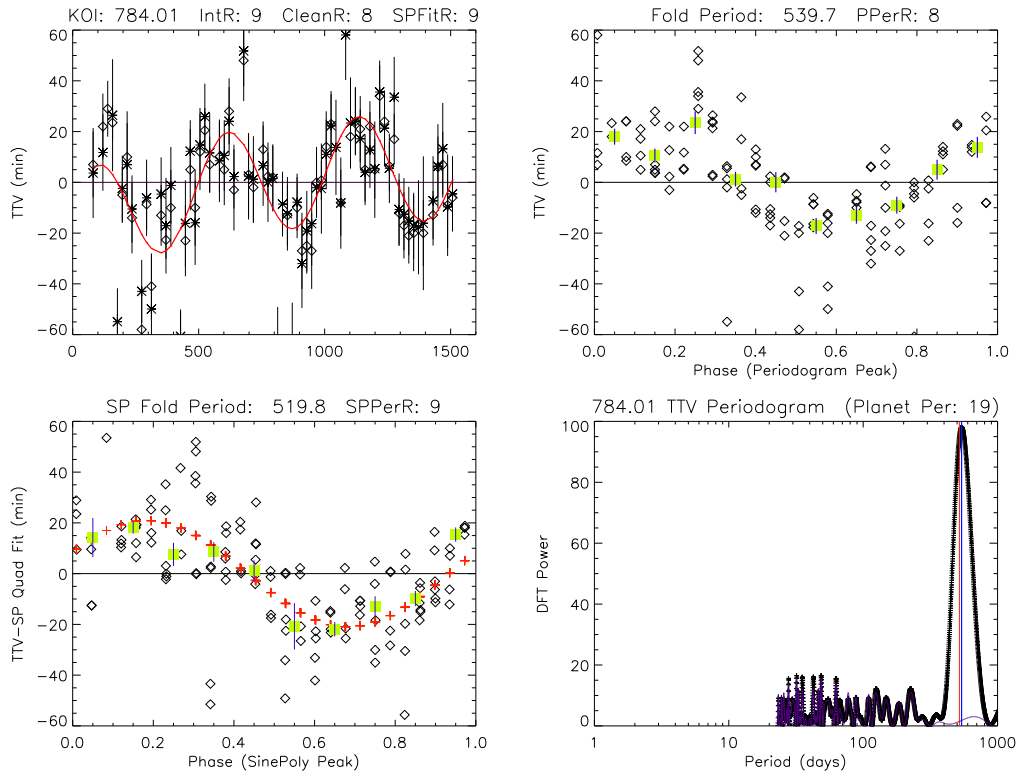 KOI: 784.01 IntR: 9 CleanR: 8 SPFitR: 9
TTV (min)
60
40
20
0
−20
−40
−60
0 500 1000 1500
Fold Period: 539.7 PPerR: 8
TTV (min)
60
40
20
0
−20
−40
−60
0.0 0.2 0.4 0.6 0.8 1.0
Phase (Periodogram Peak)
SP Fold Period: 519.8 SPPerR: 9
TTV−SP Quad Fit (min)
60
40
20
0
−20
−40
−60
0.0 0.2 0.4 0.6 0.8 1.0
Phase (SinePoly Peak)
784.01 TTV Periodogram (Planet Per: 19)
DFT Power
100
80
60
40
20
0
1 10 100 1000
Period (days)